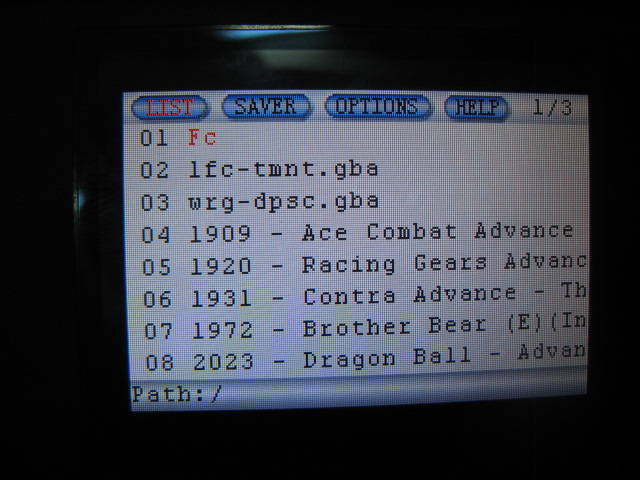 LIST SAVER OPTIONS HELP 1/3
01 Fc
02 lfc-tmnt.gba
03 wrg-dpsc.gba
04 1909 - Ace Combat Advance
05 1920 - Racing Gears Advanc
06 1931 - Contra Advance - Th
07 1972 - Brother Bear (E)(In
08 2023 - Dragon Ball - Advan
Path:/